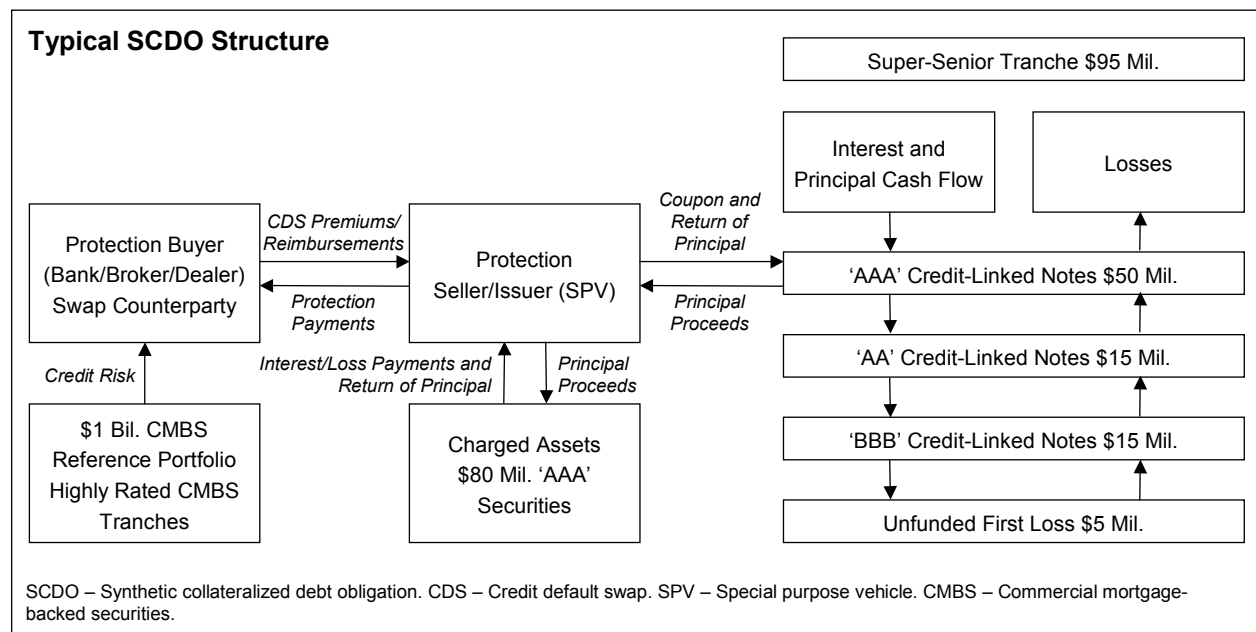 Typical SCDO Structure
Super-Senior Tranche $95 Mil.
Interest and
Principal Cash Flow
Losses
Protection Buyer
(Bank/Broker/Dealer)
Swap Counterparty
CDS Premiums/
Reimbursements
Protection
Payments
Protection
Seller/Issuer (SPV)
Coupon and
Return of
Principal
Principal
Proceeds
'AAA' Credit-Linked Notes $50 Mil.
'AA' Credit-Linked Notes $15 Mil.
'BBB' Credit-Linked Notes $15 Mil.
Unfunded First Loss $5 Mil.
Credit Risk
Interest/Loss Payments and
Return of Principal
Principal
Proceeds
$1 Bil. CMBS
Reference Portfolio
Highly Rated CMBS
Tranches
Charged Assets
$80 Mil. 'AAA'
Securities
SCDO – Synthetic collateralized debt obligation. CDS – Credit default swap. SPV – Special purpose vehicle. CMBS – Commercial mortgage-
backed securities.